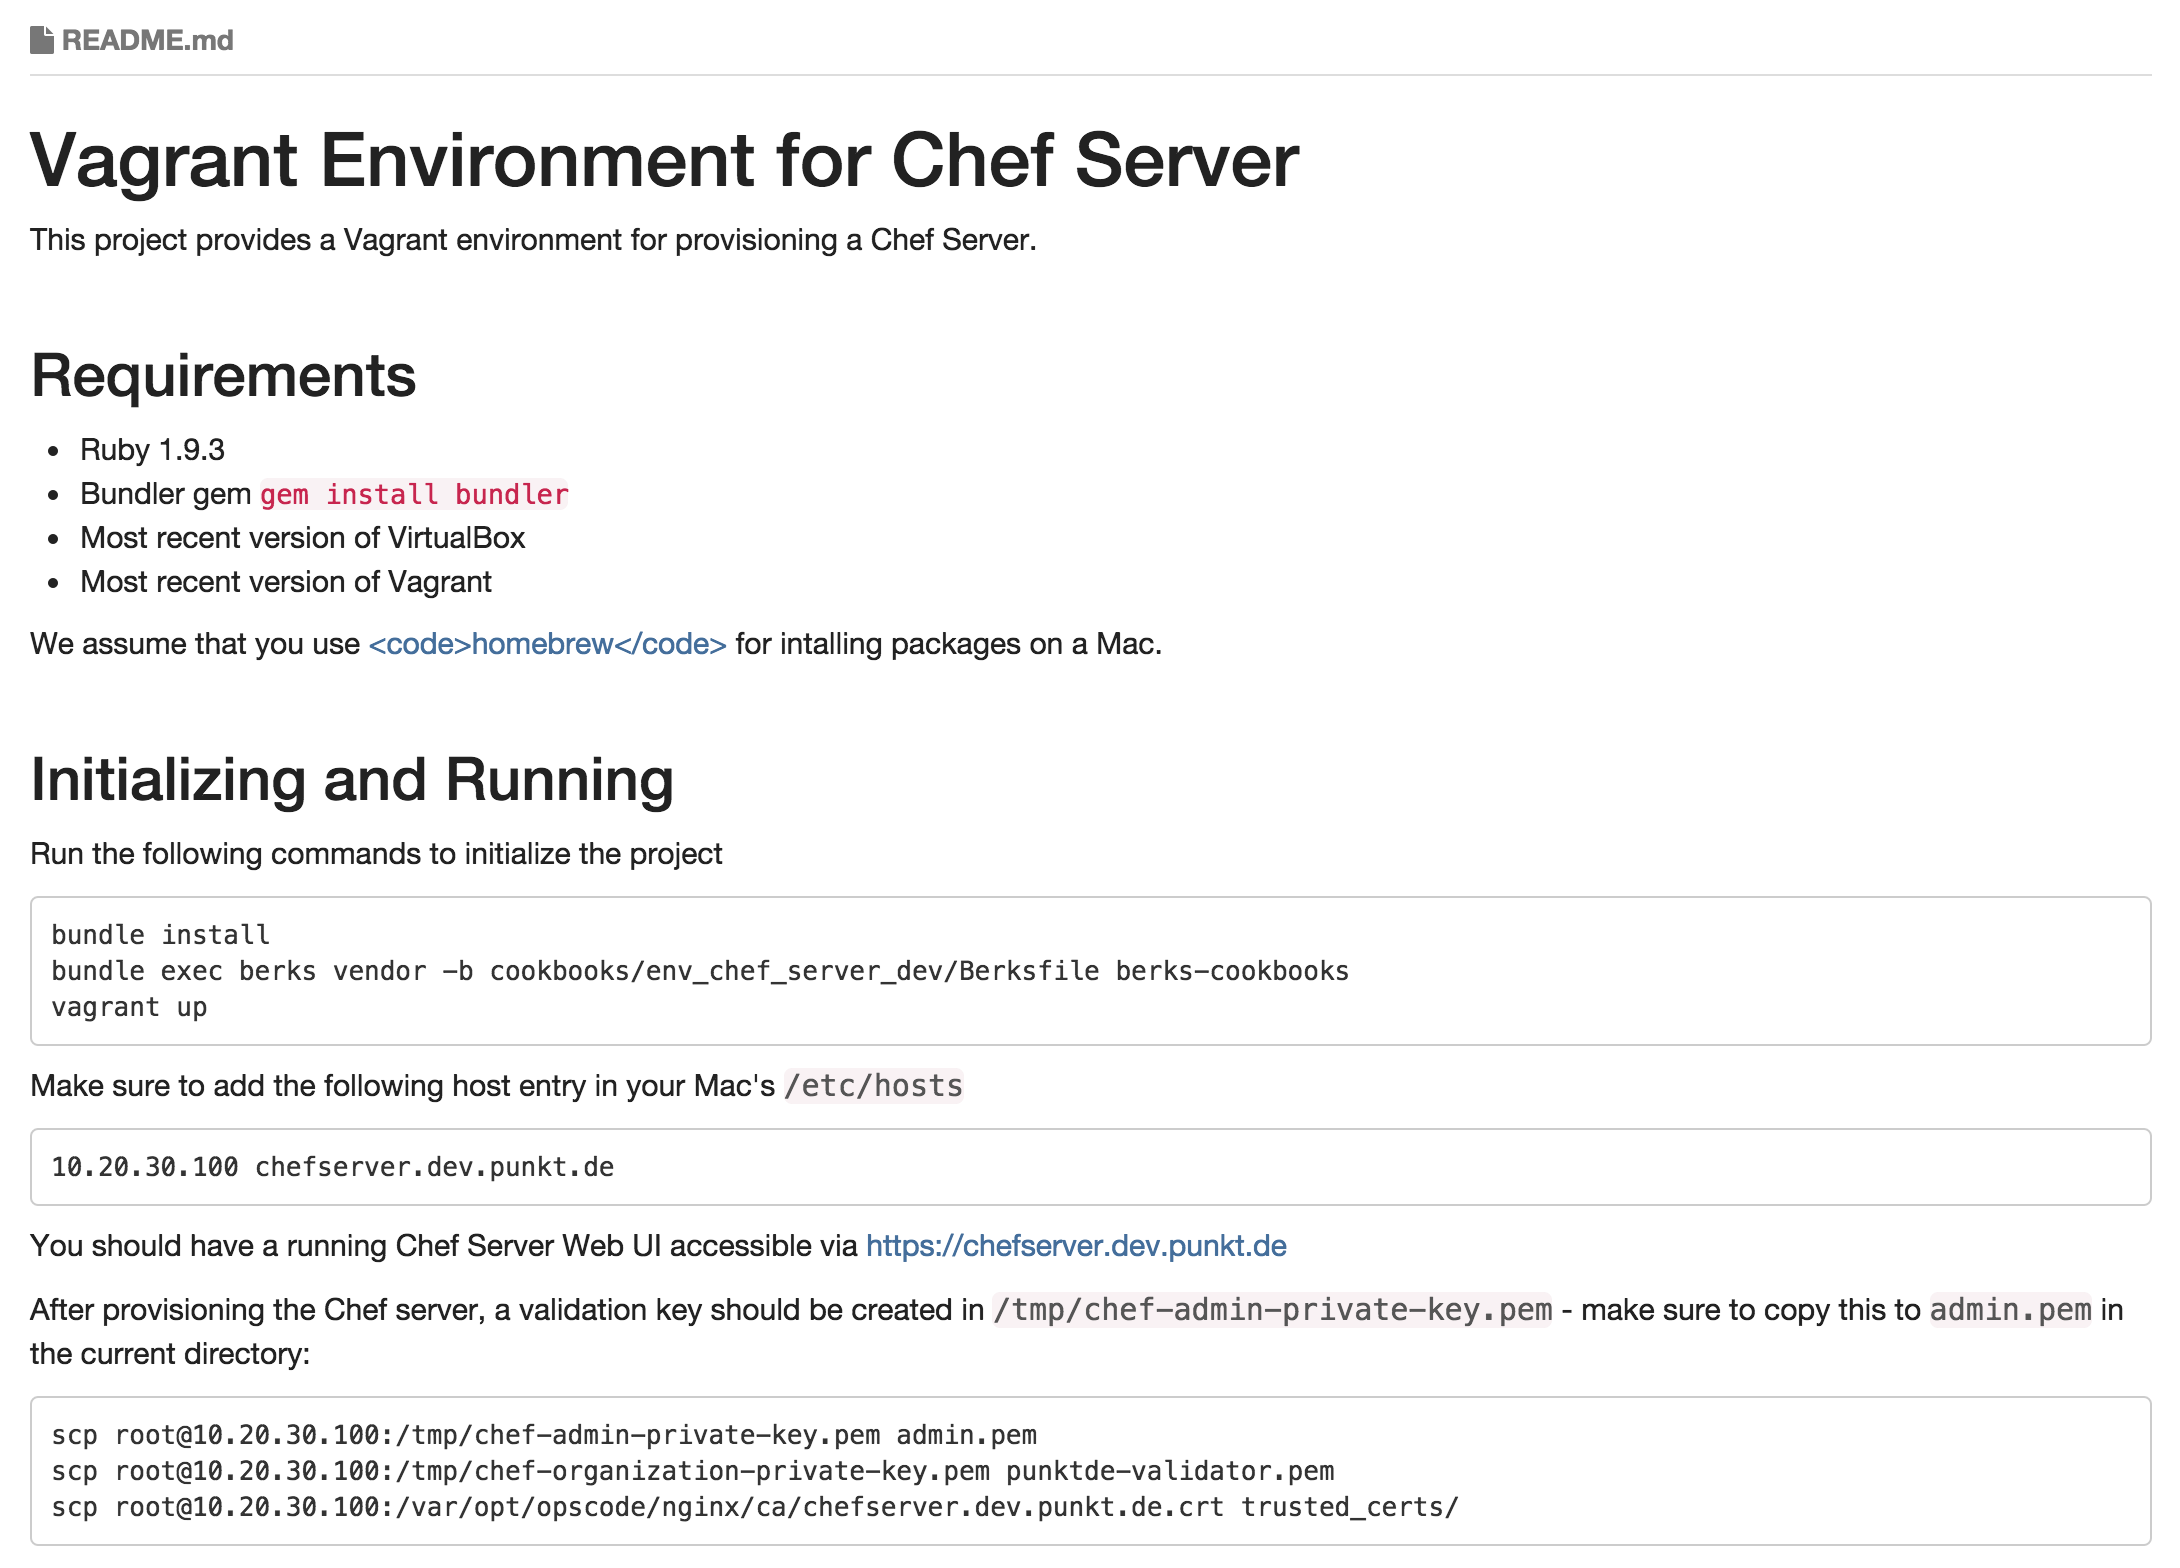 README.md
Vagrant Environment for Chef Server
This project provides a Vagrant environment for provisioning a Chef Server.
Requirements
Ruby 1.9.3
Bundler gem gem install bundler
Most recent version of VirtualBox
Most recent version of Vagrant
We assume that you use <code>homebrew</code> for intalling packages on a Mac.
Initializing and Running
Run the following commands to initialize the project
bundle install
bundle exec berks vendor -b cookbooks/env_chef_server_dev/Berksfile berks-cookbooks
vagrant up
Make sure to add the following host entry in your Mac's /etc/hosts
10.20.30.100 chefserver.dev.punkt.de
You should have a running Chef Server Web UI accessible via https://chefserver.dev.punkt.de
After provisioning the Chef server, a validation key should be created in /tmp/chef-admin-private-key.pem - make sure to copy this to admin.pem in
the current directory:
scp root@10.20.30.100:/tmp/chef-admin-private-key.pem admin.pem
scp root@10.20.30.100:/tmp/chef-organization-private-key.pem punktde-validator.pem
scp root@10.20.30.100:/var/opt/opscode/nginx/ca/chefserver.dev.punkt.de.crt trusted_certs/